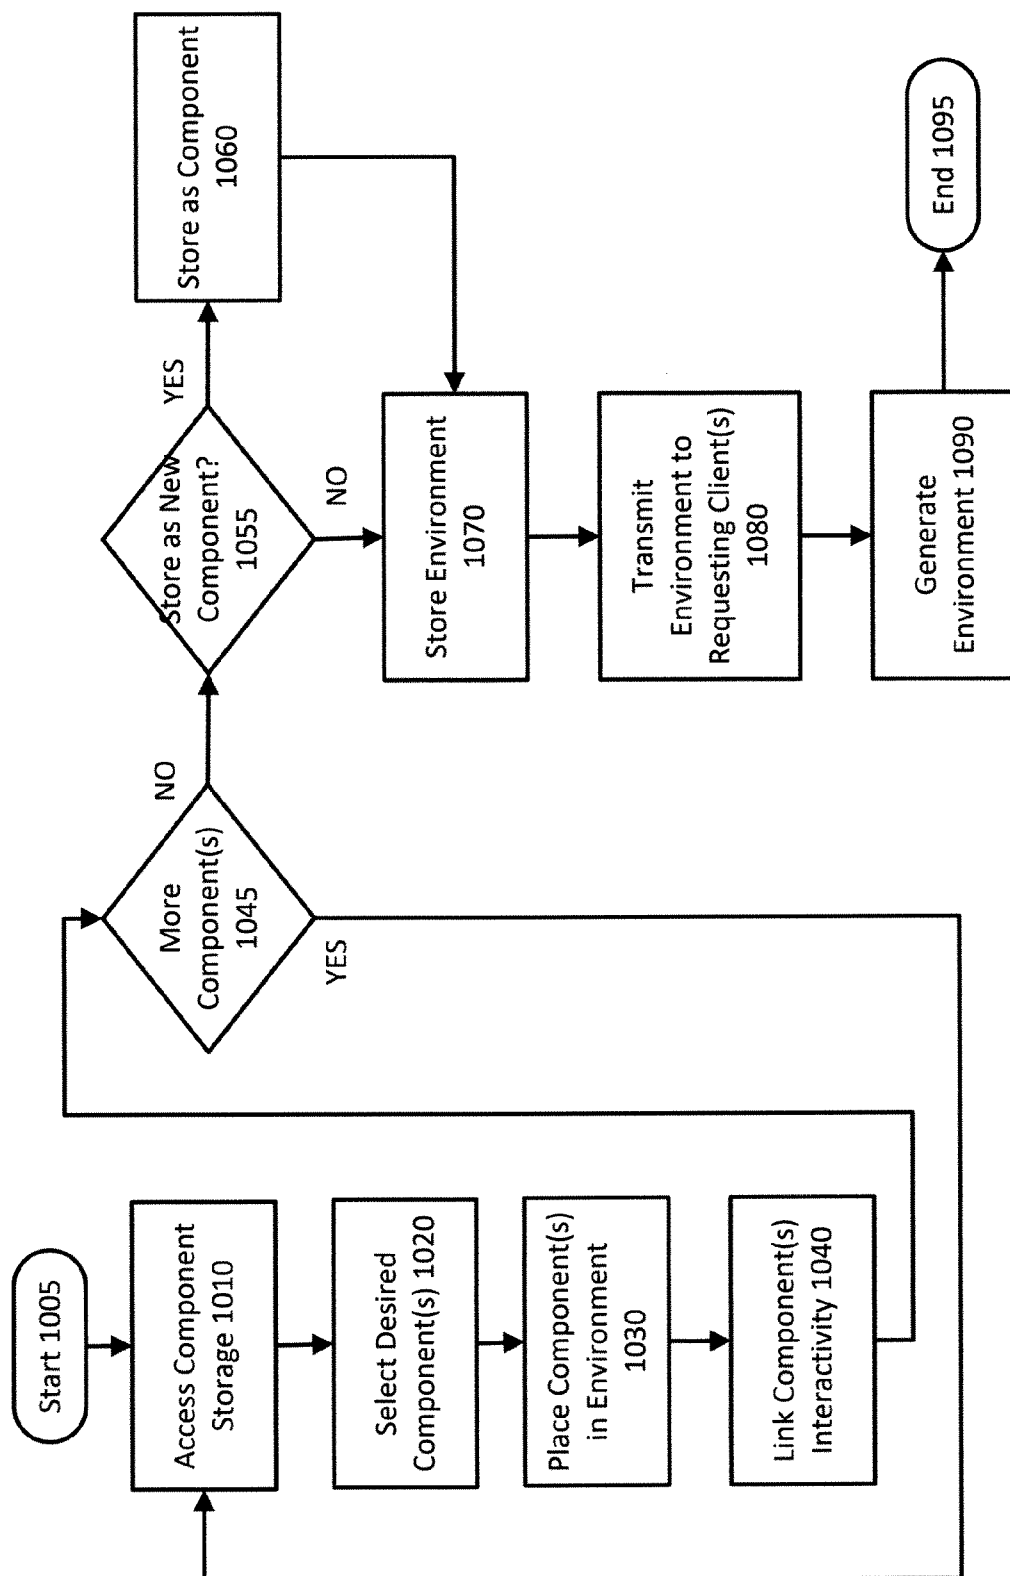 Start 1005
Access Component
Storage 1010
Select Desired
Component(s) 1020
Place Component(s)
in Environment
1030
Link Component(s)
Interactivity 1040
More
Component(s)
1045
YES
NO
Store as New
Component?
1055
YES
NO
Store as Component
1060
Store Environment
1070
Transmit
Environment to
Requesting Client(s)
1080
Generate
Environment 1090
End 1095